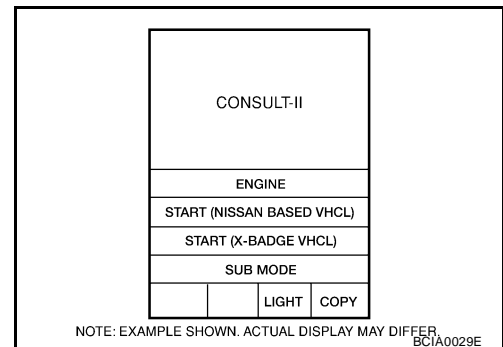 CONSULT-II
ENGINE
START (NISSAN BASED VHCL)
START (X-BADGE VHCL)
SUB MODE
LIGHT COPY
NOTE: EXAMPLE SHOWN. ACTUAL DISPLAY MAY DIFFER.
BCIA0029E